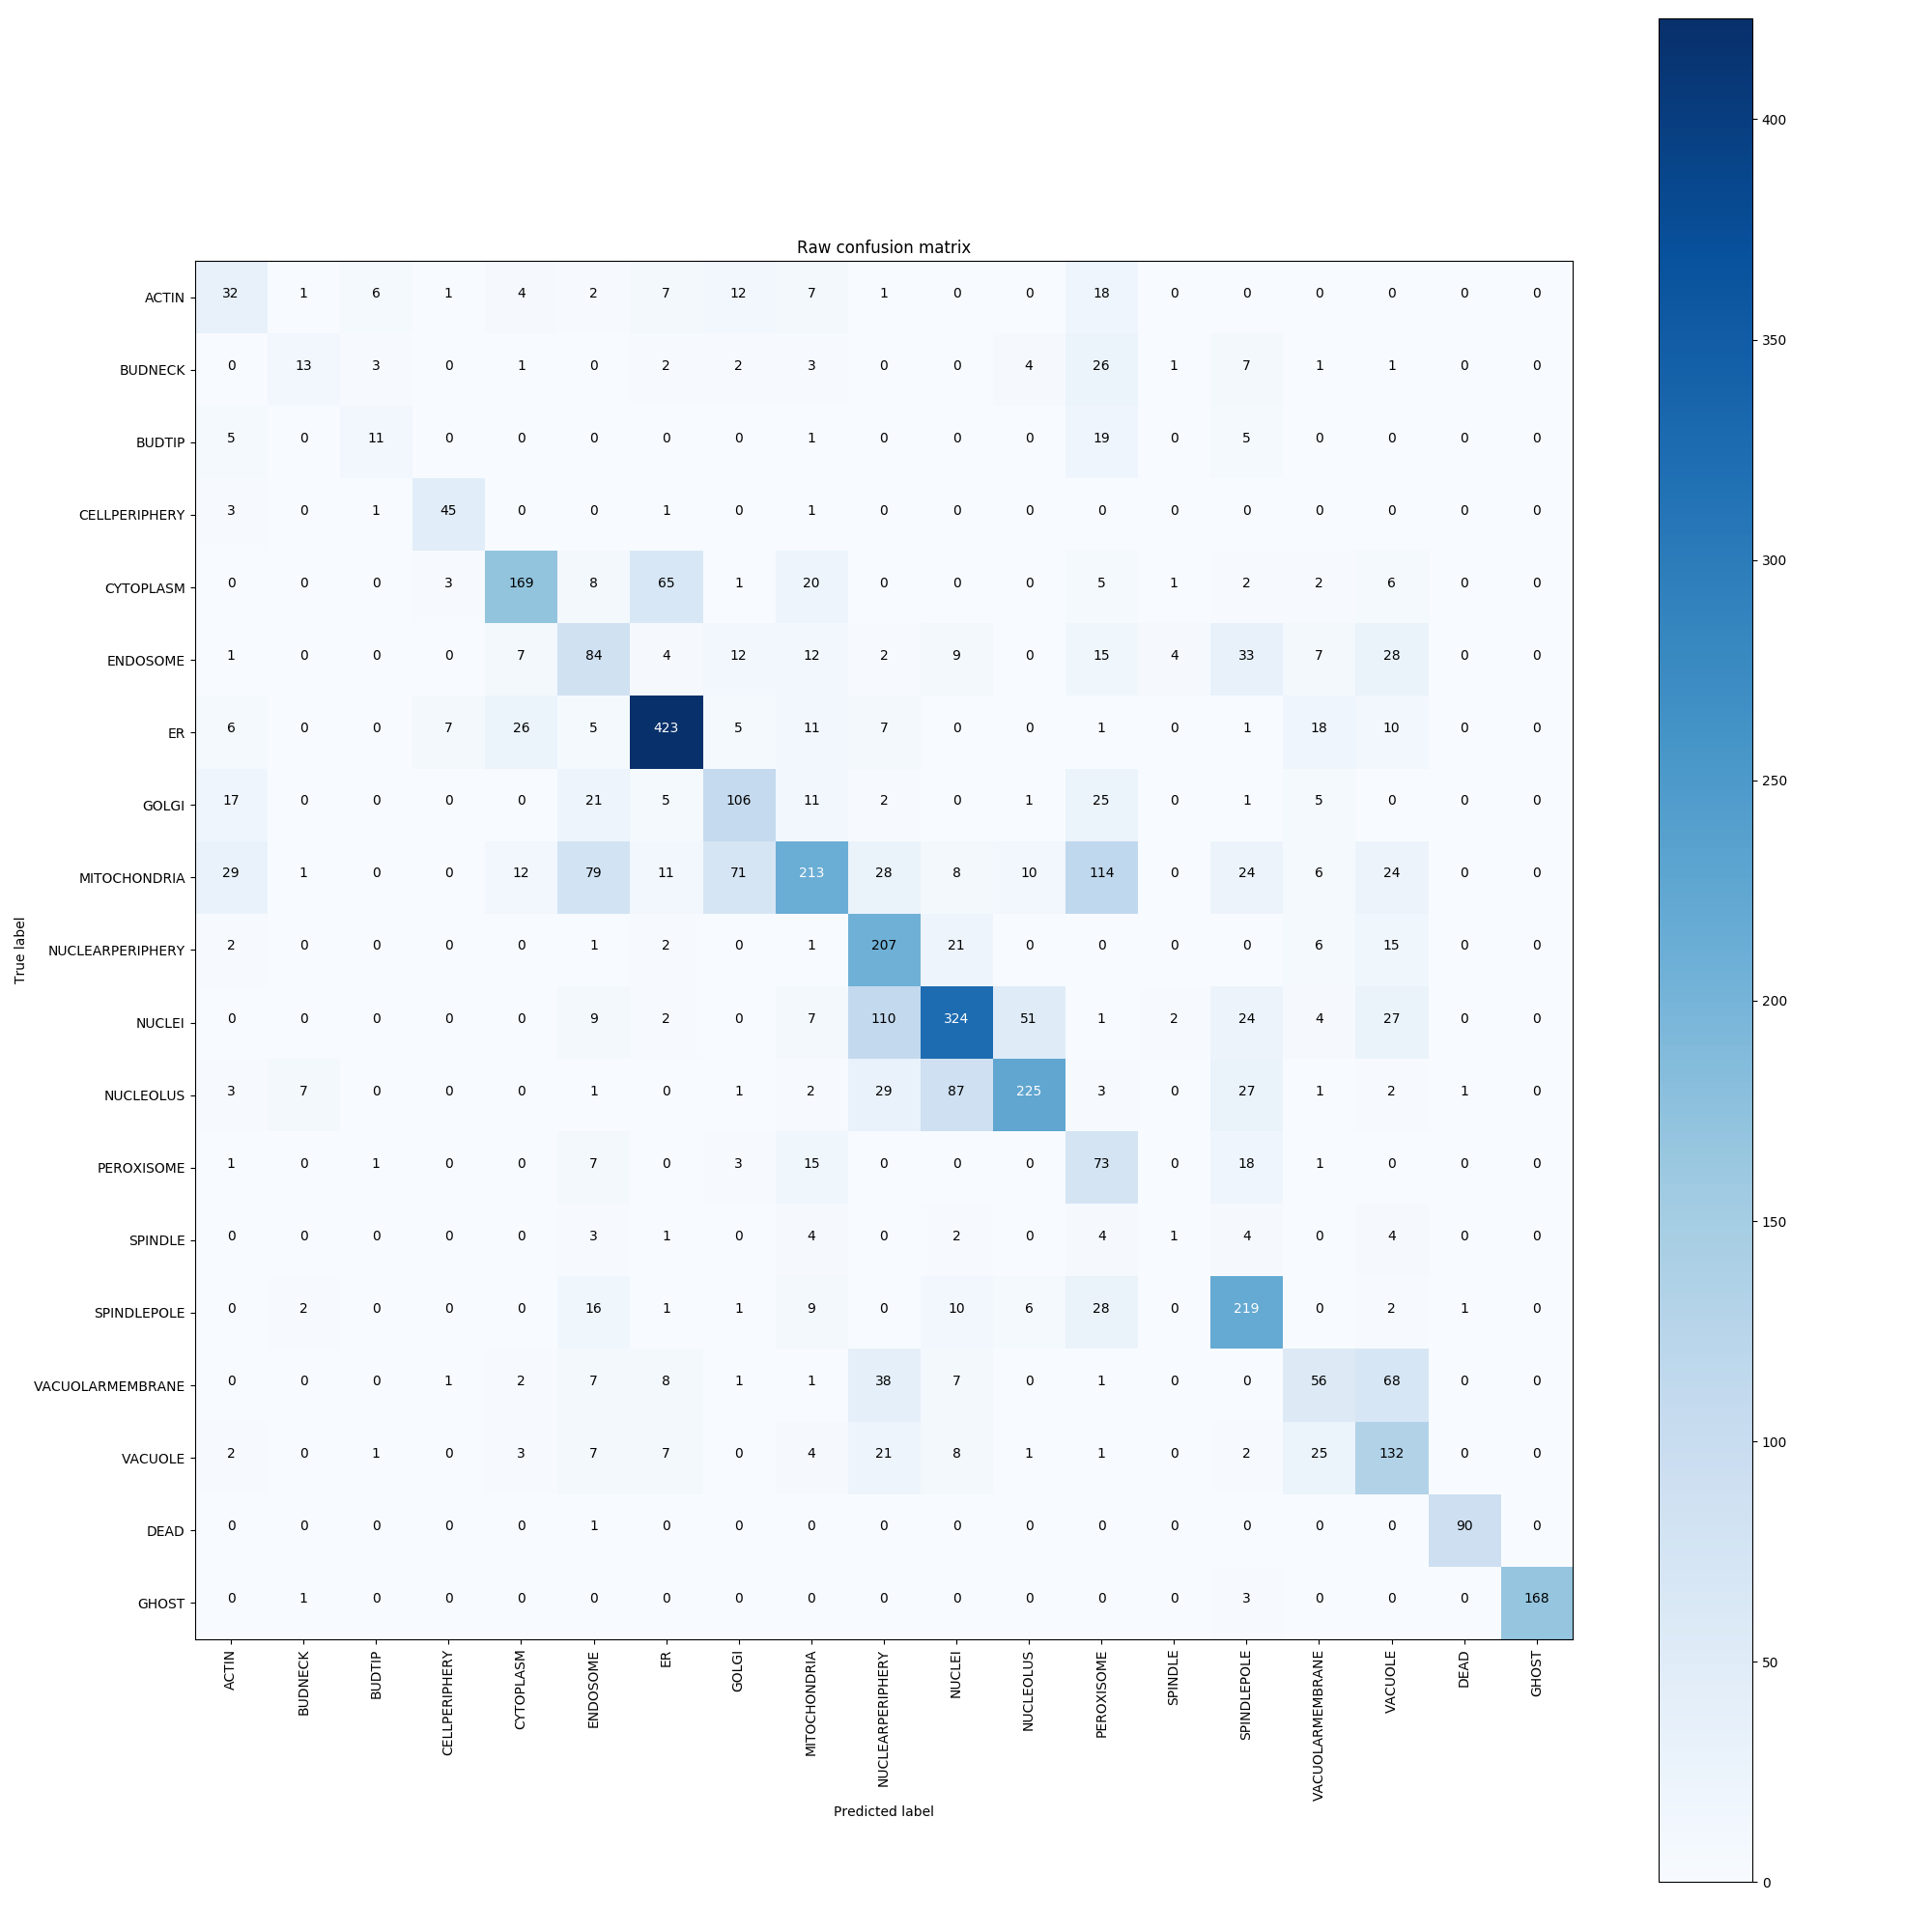 Raw confusion matrix
True label
ACTIN 32 1 6 1 4 2 7 12 7 1 0 0 18 0 0 0 0 0 0
BUDNECK 0 13 3 0 1 0 2 2 3 0 0 4 26 1 7 1 1 0 0
BUDTIP 5 0 11 0 0 0 0 0 1 0 0 0 19 0 5 0 0 0 0
CELLPERIPHERY 3 0 1 45 0 0 1 0 1 0 0 0 0 0 0 0 0 0 0
CYTOPLASM 0 0 0 3 169 8 65 1 20 0 0 0 5 1 2 2 6 0 0
ENDOSOME 1 0 0 0 7 84 4 12 12 2 9 0 15 4 33 7 28 0 0
ER 6 0 0 7 26 5 423 5 11 7 0 0 1 0 1 18 10 0 0
GOLGI 17 0 0 0 0 21 5 106 11 2 0 1 25 0 1 5 0 0 0
MITOCHONDRIA 29 1 0 0 12 79 11 71 213 28 8 10 114 0 24 6 24 0 0
NUCLEARPERIPHERY 2 0 0 0 0 1 2 0 1 207 21 0 0 0 0 6 15 0 0
NUCLEI 0 0 0 0 0 9 2 0 7 110 324 51 1 2 24 4 27 0 0
NUCLEOLUS 3 7 0 0 0 1 0 1 2 29 87 225 3 0 27 1 2 1 0
PEROXISOME 1 0 1 0 0 7 0 3 15 0 0 0 73 0 18 1 0 0 0
SPINDLE 0 0 0 0 0 3 1 0 4 0 2 0 4 1 4 0 4 0 0
SPINDLEPOLE 0 2 0 0 0 16 1 1 9 0 10 6 28 0 219 0 2 1 0
VACUOLARMEMBRANE 0 0 0 1 2 7 8 1 1 38 7 0 1 0 0 56 68 0 0
VACUOLE 2 0 1 0 3 7 7 0 4 21 8 1 1 0 2 25 132 0 0
DEAD 0 0 0 0 0 1 0 0 0 0 0 0 0 0 0 0 0 90 0
GHOST 0 1 0 0 0 0 0 0 0 0 0 0 0 0 3 0 0 0 168
ACTIN BUDNECK BUDTIP CELLPERIPHERY CYTOPLASM ENDOSOME ER GOLGI MITOCHONDRIA NUCLEARPERIPHERY NUCLEI NUCLEOLUS PEROXISOME SPINDLE SPINDLEPOLE VACUOLARMEMBRANE VACUOLE DEAD GHOST
Predicted label
400
350
300
250
200
150
100
50
0